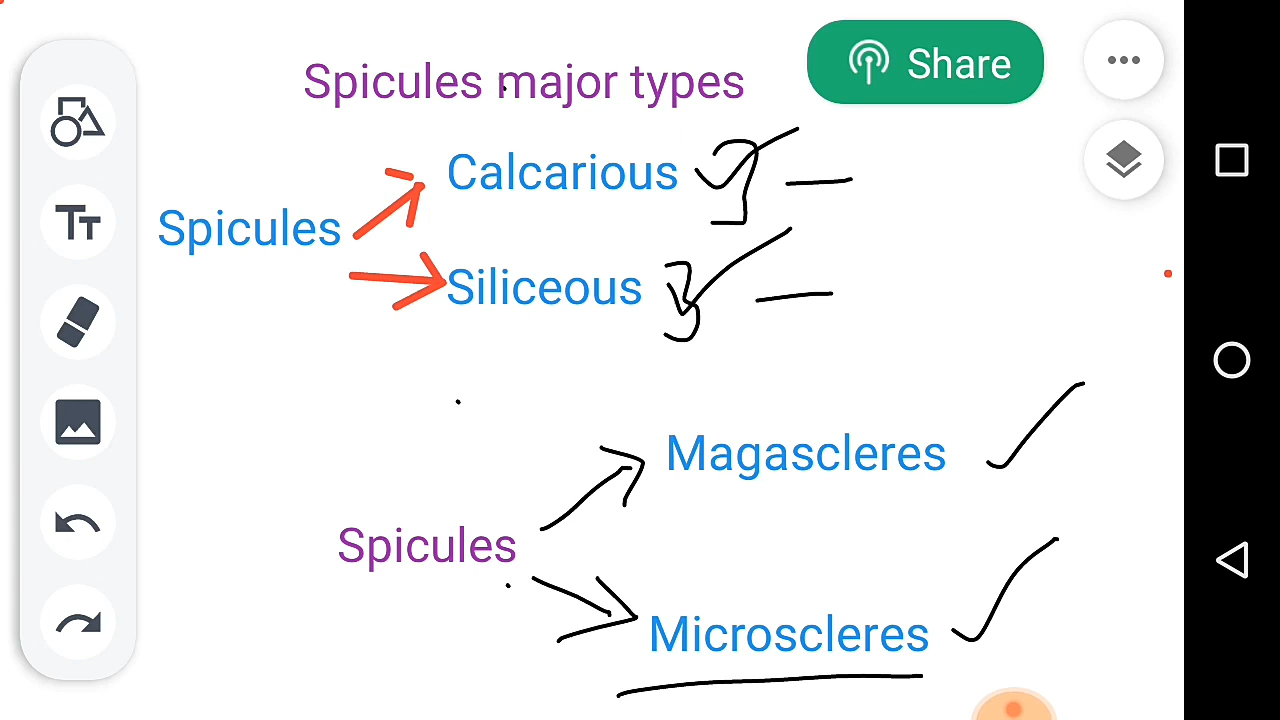 Spicules major types
Share
Calcarious
Spicules
Siliceous
Magascleres
Spicules
Microscleres